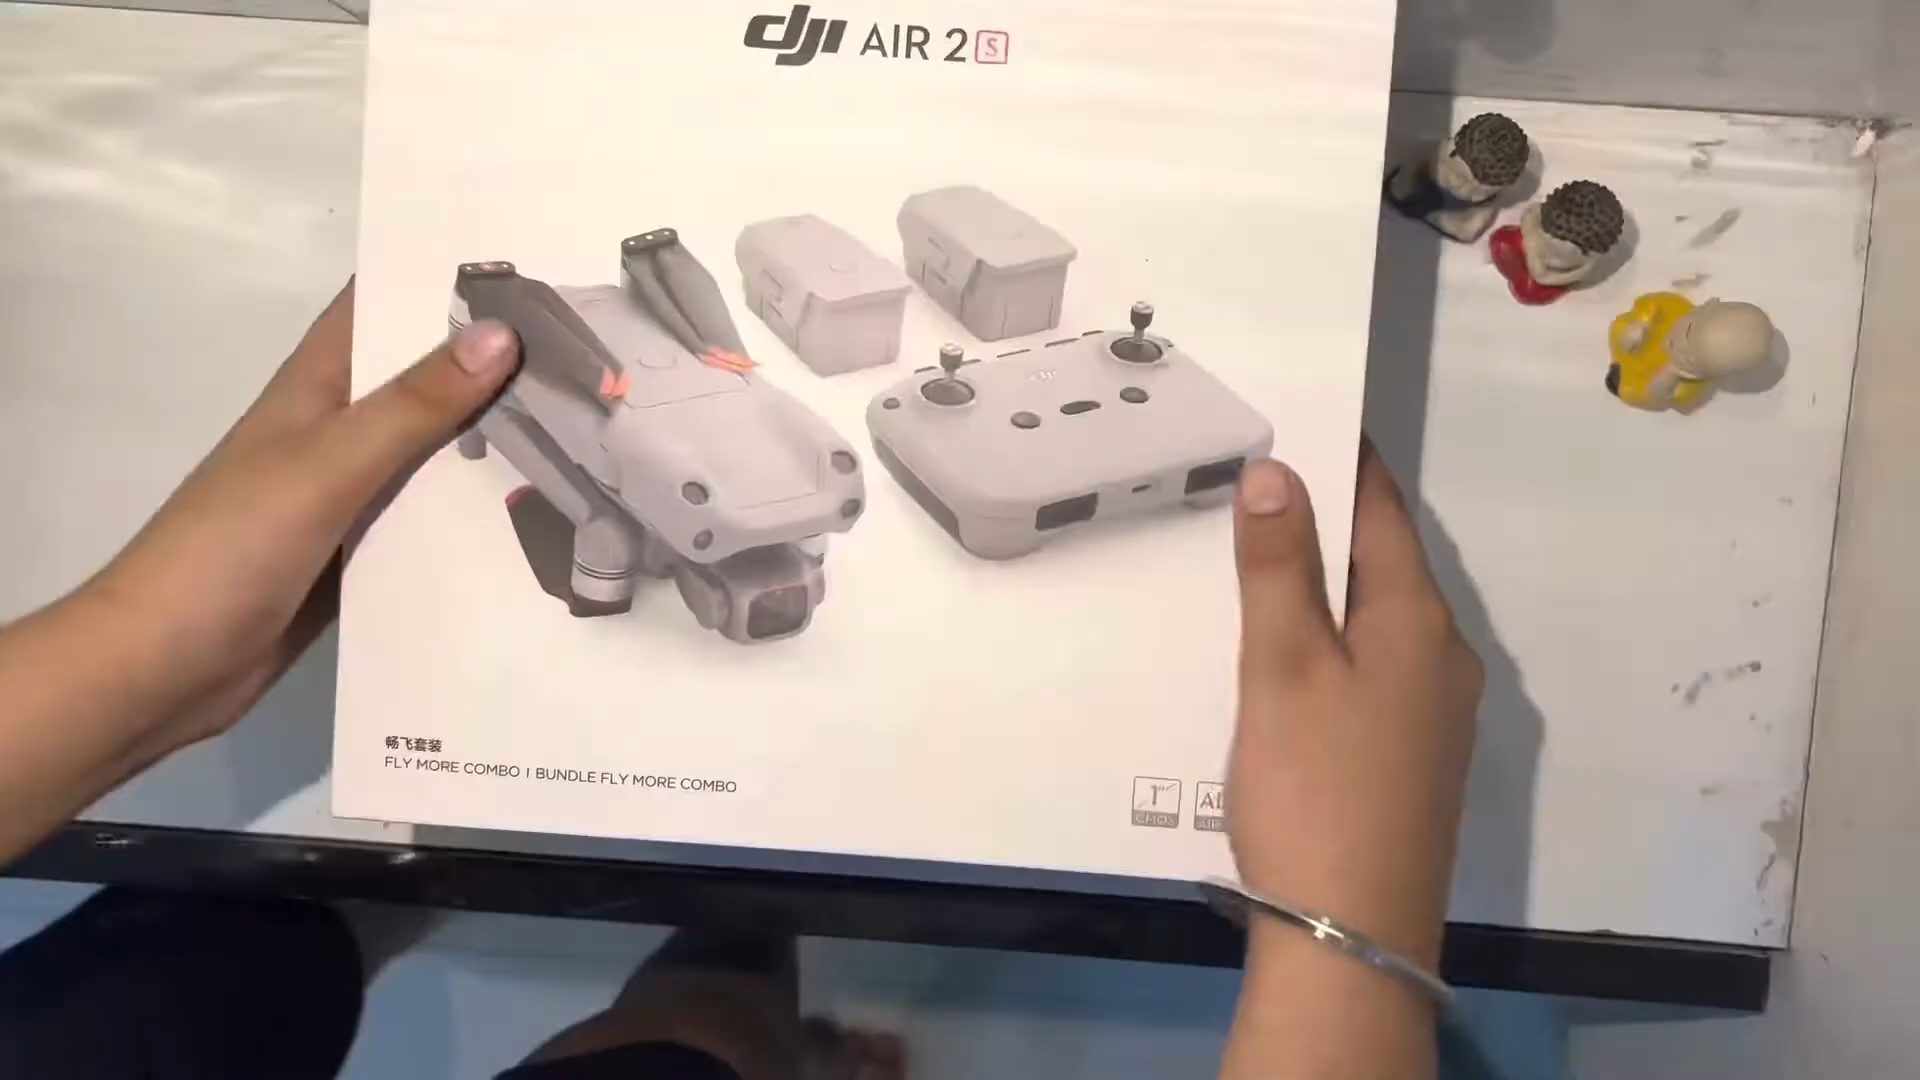 dji AIR 2S
畅飞套装
FLY MORE COMBO | BUNDLE FLY MORE COMBO
1"
CMOS